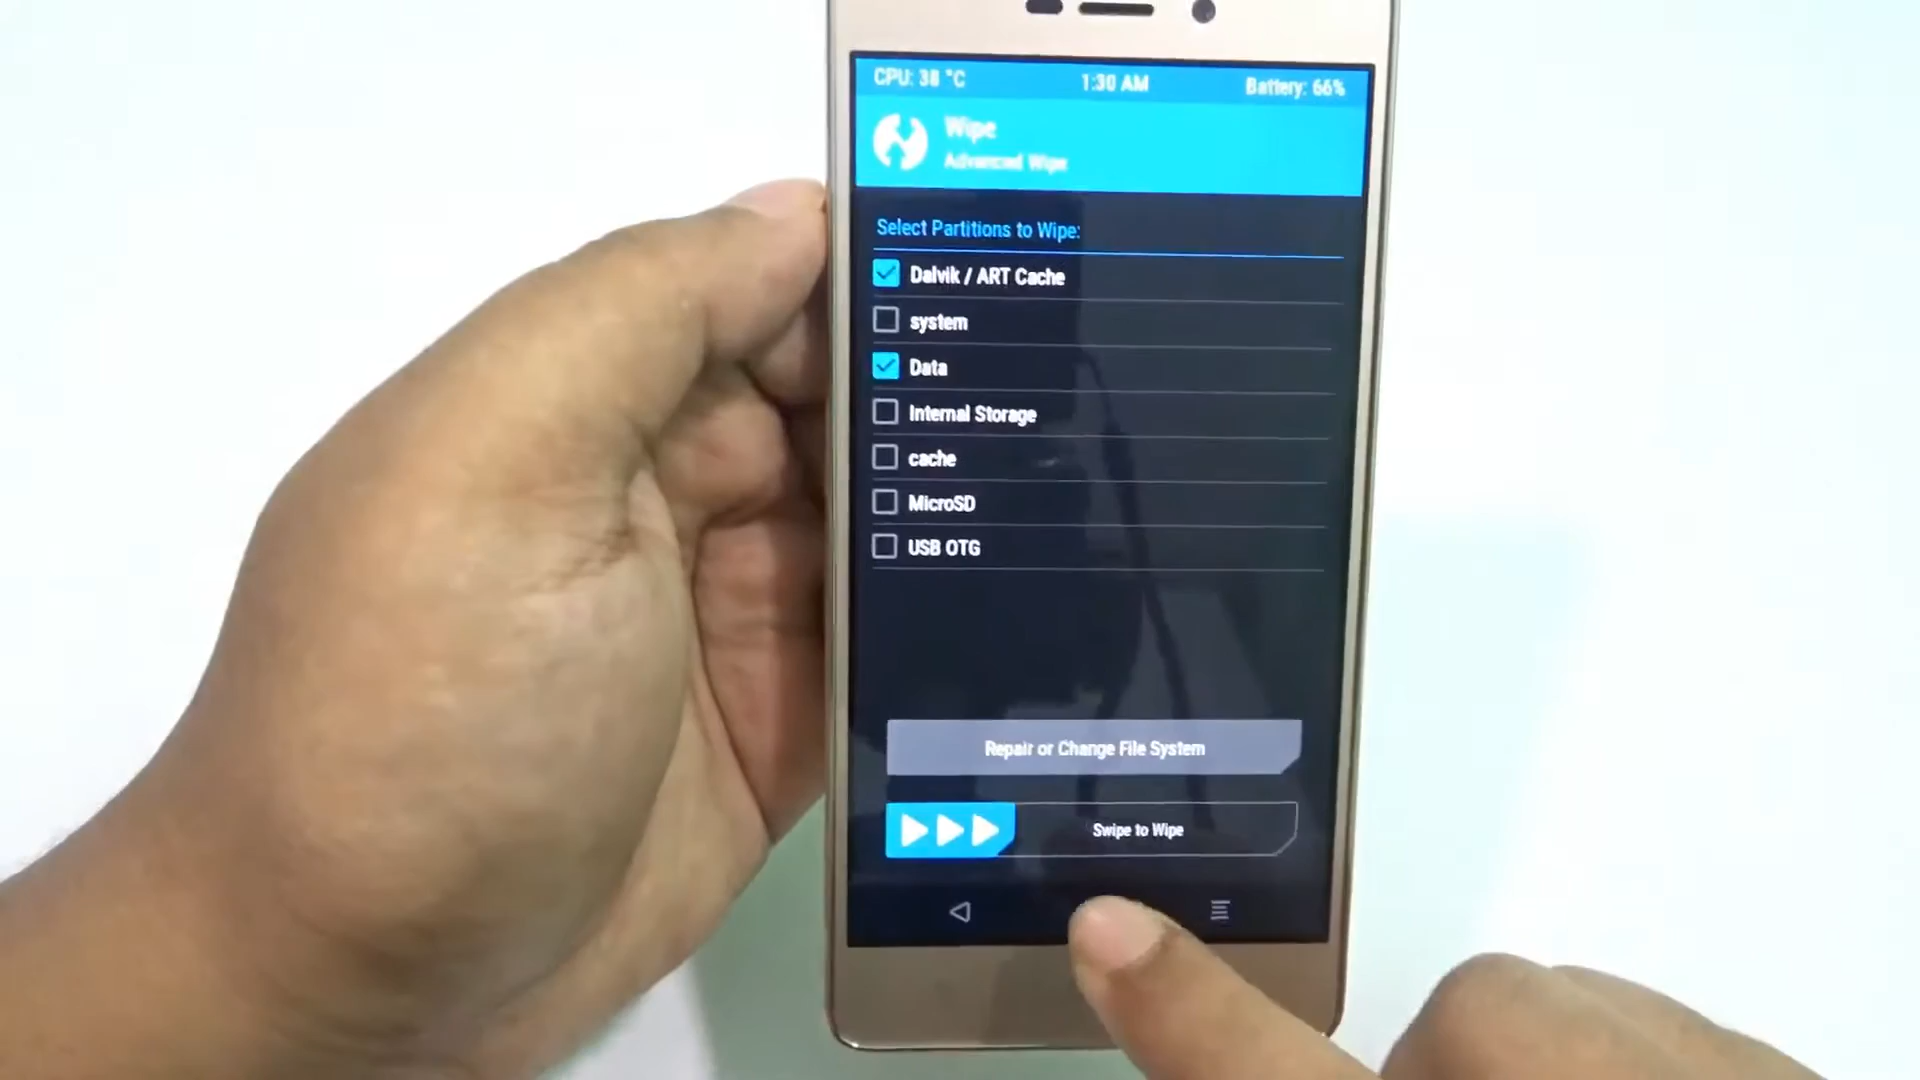 CPU: 38 °C 1:30 AM Battery: 66%
Wipe
Advanced Wipe
Select Partitions to Wipe:
Dalvik / ART Cache
system
Data
Internal Storage
cache
MicroSD
USB OTG
Repair or Change File System
Swipe to Wipe